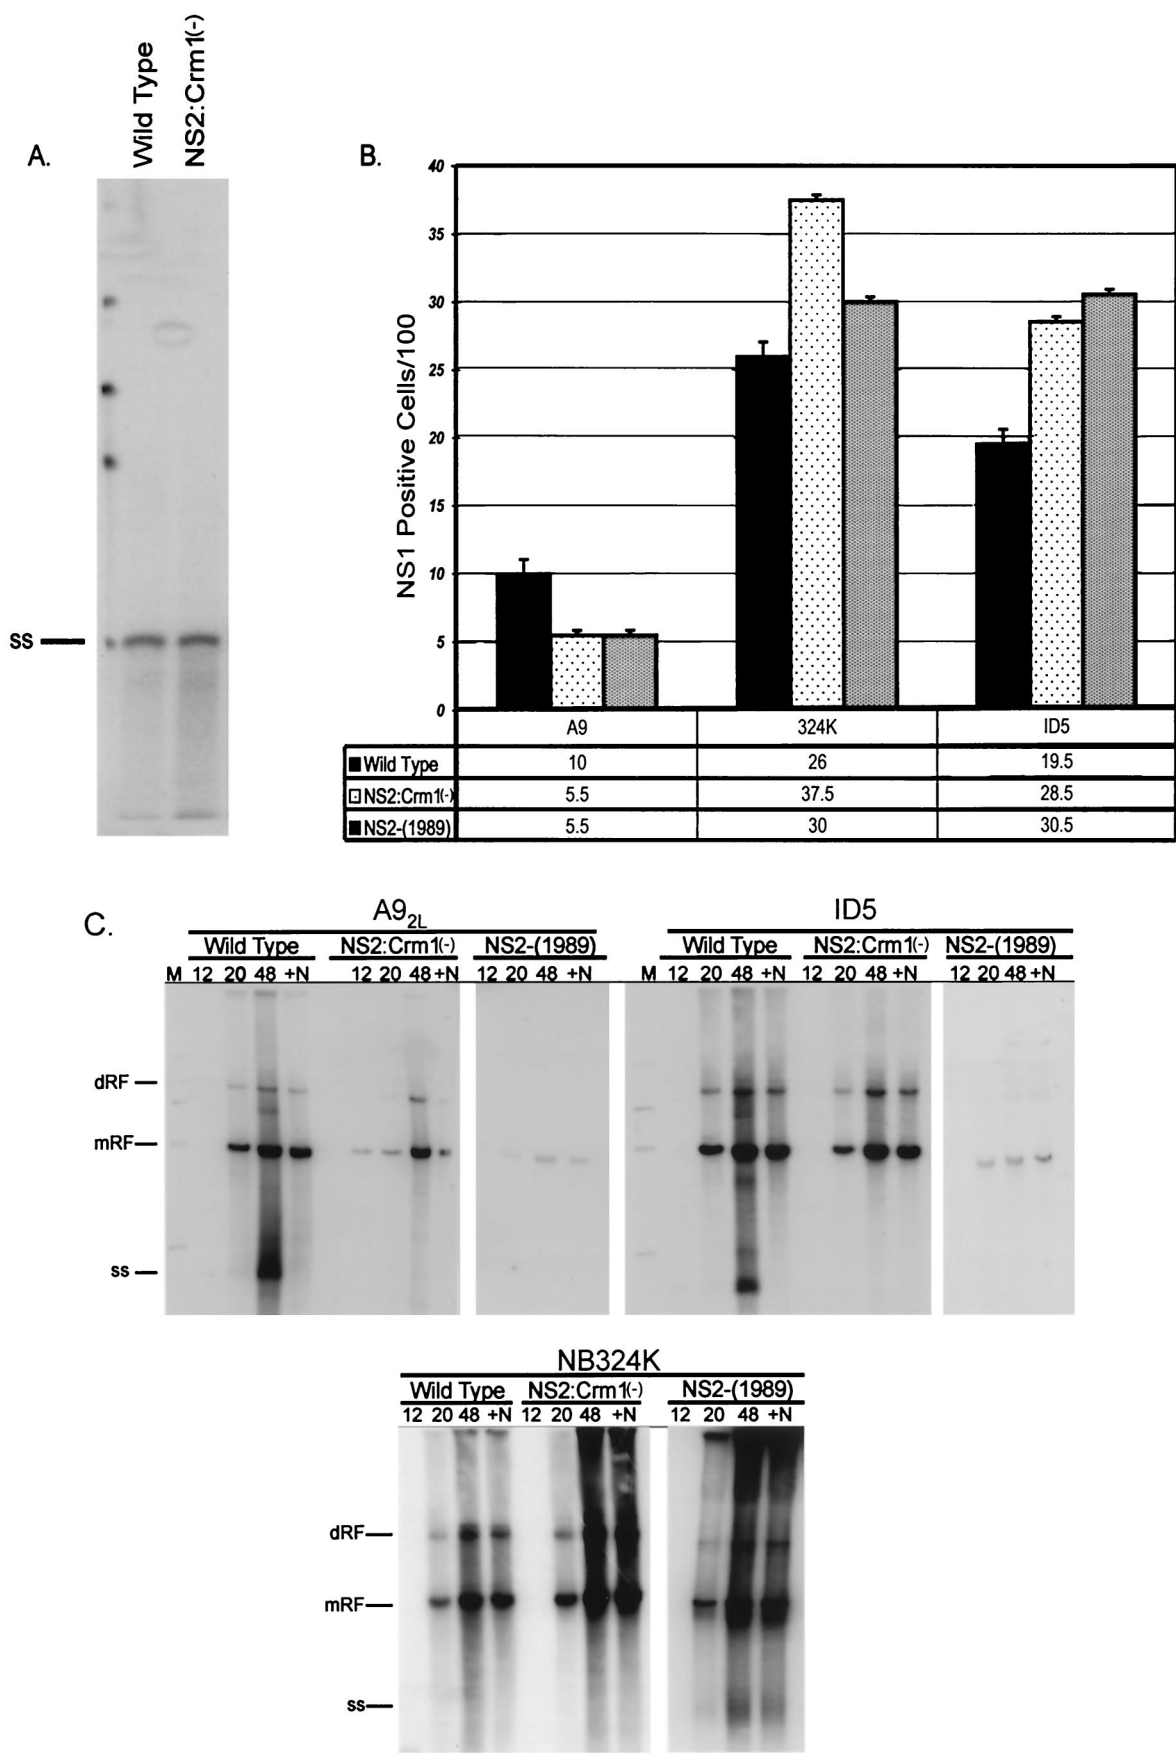 Wild Type
NS2:Crm1(-)
A.
ss
B.
NS1 Positive Cells/100
40
35
30
25
20
15
10
5
0
A9 324K ID5
Wild Type 10 26 19.5
NS2:Crm1(-) 5.5 37.5 28.5
NS2-(1989) 5.5 30 30.5
C.
A92L
Wild Type NS2:Crm1(-) NS2-(1989)
M 12 20 48 +N 12 20 48 +N 12 20 48 +N
dRF
mRF
ss
ID5
Wild Type NS2:Crm1(-) NS2-(1989)
M 12 20 48 +N 12 20 48 +N 12 20 48 +N
NB324K
Wild Type NS2:Crm1(-) NS2-(1989)
12 20 48 +N 12 20 48 +N 12 20 48 +N
dRF
mRF
ss